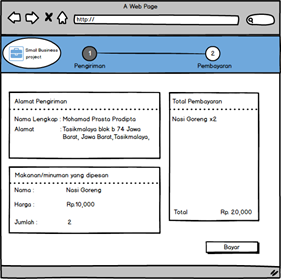 A Web Page
http://
Small Business
project
1
2
Pengiriman
Pembayaran
Alamat Pengiriman
Nama Lengkap : Mohamad Prasta Pradipta
Alamat : Tasikmalaya blok b 74 Jawa
Barat, Jawa Barat,Tasikmalaya,
Total Pembayaran
Nasi Goreng x2
Total Rp. 20,000
Makanan/minuman yang dipesan
Nama : Nasi Goreng
Harga : Rp.10,000
Jumlah : 2
Bayar